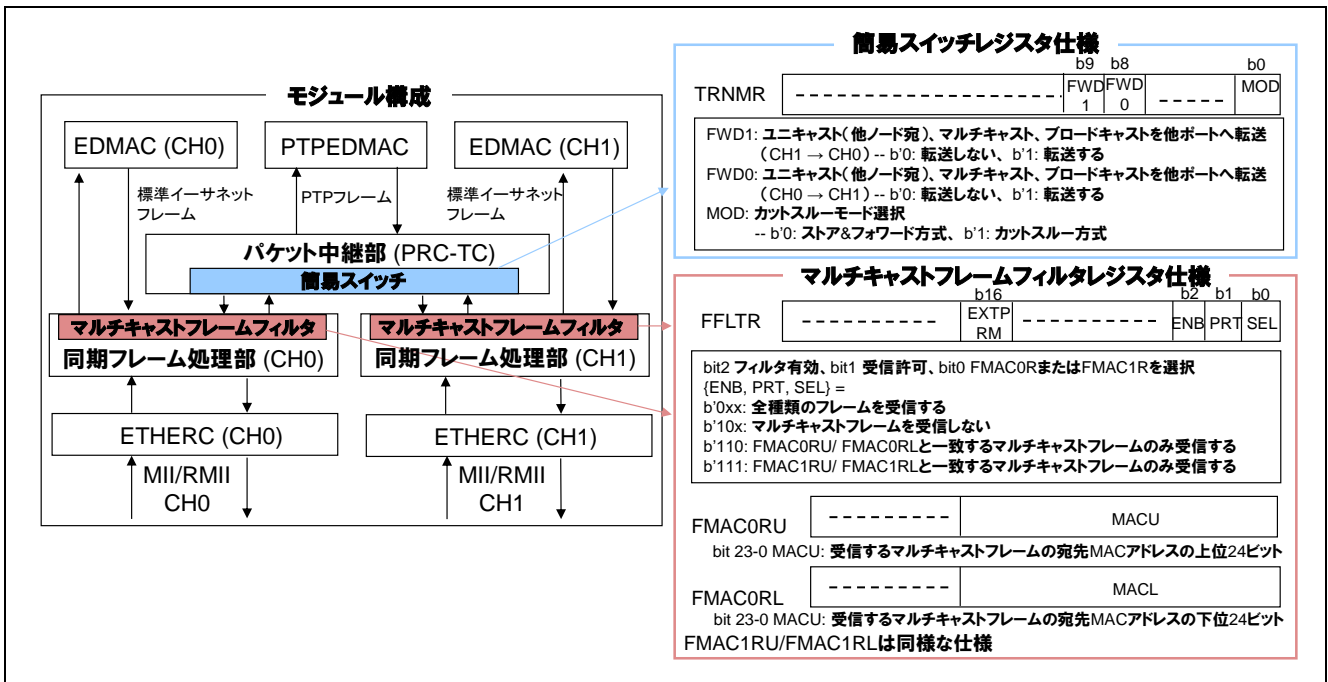 モジュール構成
EDMAC (CH0)
PTPEDMAC
EDMAC (CH1)
標準イーサネット
フレーム
PTPフレーム
標準イーサネット
フレーム
パケット中継部 (PRC-TC)
簡易スイッチ
マルチキャストフレームフィルタ
マルチキャストフレームフィルタ
同期フレーム処理部 (CH0)
同期フレーム処理部 (CH1)
ETHERC (CH0)
ETHERC (CH1)
MII/RMII
CH0
MII/RMII
CH1
簡易スイッチレジスタ仕様
b9 b8 b0
TRNMR
FWD
1
FWD
0
MOD
FWD1: ユニキャスト(他ノード宛)、マルチキャスト、ブロードキャストを他ポートへ転送
(CH1 → CH0) -- b'0: 転送しない、 b'1: 転送する
FWD0: ユニキャスト(他ノード宛)、マルチキャスト、ブロードキャストを他ポートへ転送
(CH0 → CH1) -- b'0: 転送しない、 b'1: 転送する
MOD: カットスルーモード選択
-- b'0: ストア&フォワード方式、 b'1: カットスルー方式
マルチキャストフレームフィルタレジスタ仕様
b16 b2 b1 b0
FFLTR
EXTP
RM
ENB PRT SEL
bit2 フィルタ有効、bit1 受信許可、bit0 FMAC0RまたはFMAC1Rを選択
{ENB, PRT, SEL} =
b'0xx: 全種類のフレームを受信する
b'10x: マルチキャストフレームを受信しない
b'110: FMAC0RU/ FMAC0RLと一致するマルチキャストフレームのみ受信する
b'111: FMAC1RU/ FMAC1RLと一致するマルチキャストフレームのみ受信する
FMAC0RU
MACU
bit 23-0 MACU: 受信するマルチキャストフレームの宛先MACアドレスの上位24ビット
FMAC0RL
MACL
bit 23-0 MACU: 受信するマルチキャストフレームの宛先MACアドレスの下位24ビット
FMAC1RU/FMAC1RLは同様な仕様